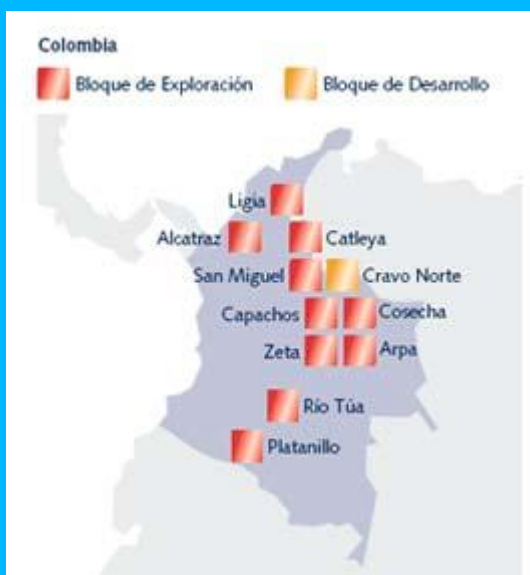 Colombia
Bloque de Exploración Bloque de Desarrollo
Ligia
Alcatraz Catleya
San Miguel Cravo Norte
Capachos Cosecha
Zeta Arpa
Río Túa
Platanillo